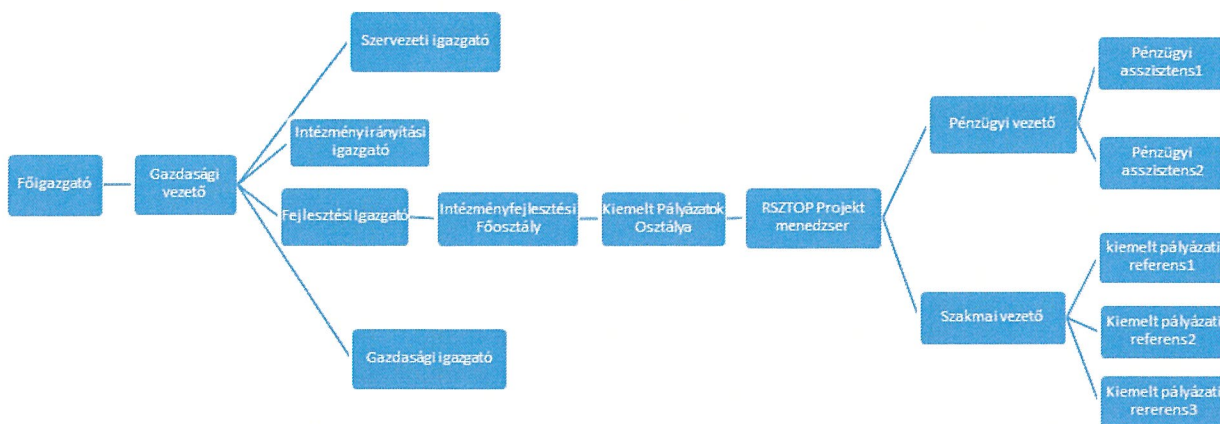 Főigazgató
Gazdasági
vezető
Szervezeti igazgató
Intézményirányítási
igazgató
Fejlesztési Igazgató
Gazdasági igazgató
Intézményfejlesztési
Főosztály
Kiemelt Pályázatok
Osztálya
RSZTOP Projekt
menedzser
Pénzügyi vezető
Szakmai vezető
Pénzügyi
asszisztens1
Pénzügyi
asszisztens2
kiemelt pályázati
referens1
Kiemelt pályázati
referens2
Kiemelt pályázati
rererens3